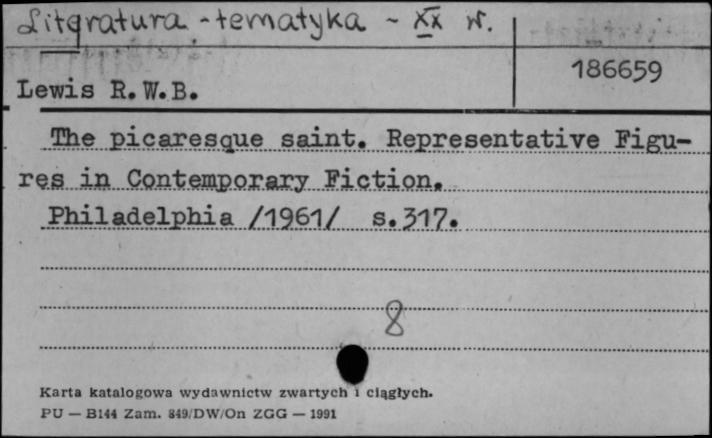 Literatura - tematyka - XX w.
186659
Lewis R.W.B.
The picaresque saint. Representative Figu-
res in Contemporary Fiction.
Philadelphia /1961/ s.317.
8
Karta katalogowa wydawnictw zwartych i ciągłych.
PU — B144 Zam. 849/DW/On ZGG — 1991